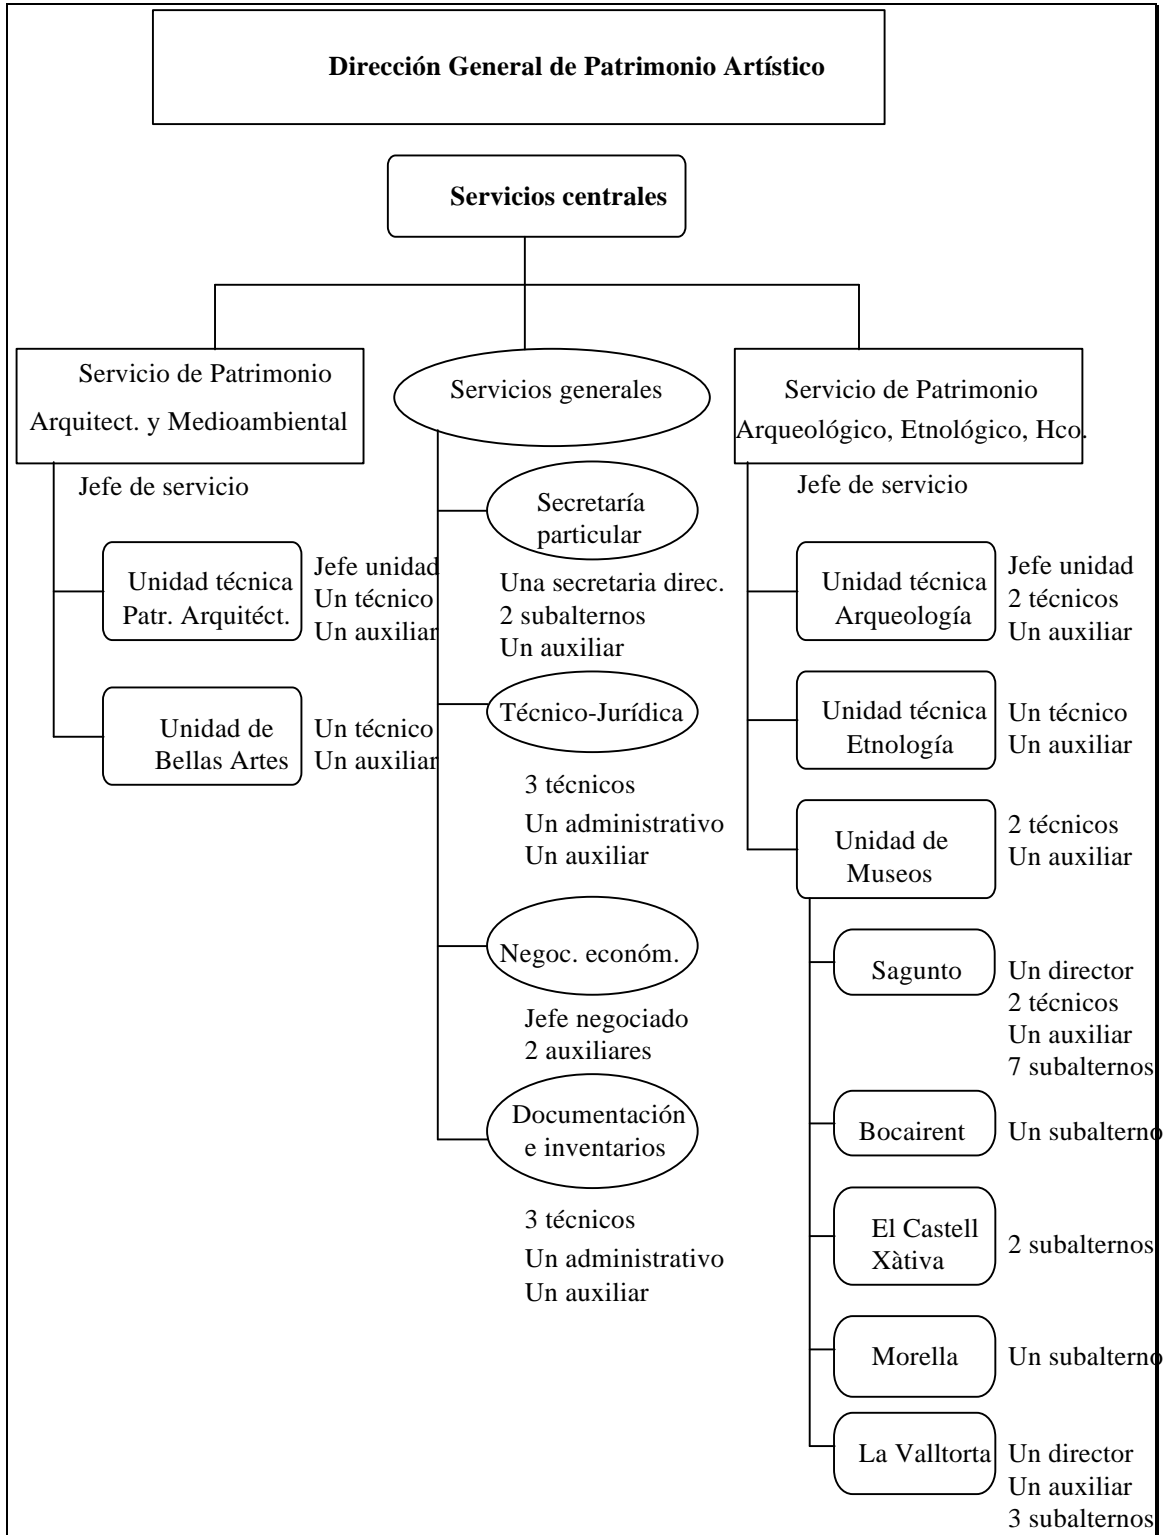 Dirección General de Patrimonio Artístico
Servicios centrales
Servicio de Patrimonio
Arquitect. y Medioambiental
Jefe de servicio
Unidad técnica
Patr. Arquitéct.
Jefe unidad
Un técnico
Un auxiliar
Unidad de
Bellas Artes
Un técnico
Un auxiliar
Servicios generales
Secretaría
particular
Una secretaria direc.
2 subalternos
Un auxiliar
Técnico-Jurídica
3 técnicos
Un administrativo
Un auxiliar
Negoc. económ.
Jefe negociado
2 auxiliares
Documentación
e inventarios
3 técnicos
Un administrativo
Un auxiliar
Servicio de Patrimonio
Arqueológico, Etnológico, Hco.
Jefe de servicio
Unidad técnica
Arqueología
Jefe unidad
2 técnicos
Un auxiliar
Unidad técnica
Etnología
Un técnico
Un auxiliar
Unidad de
Museos
2 técnicos
Un auxiliar
Sagunto
Un director
2 técnicos
Un auxiliar
7 subalternos
Bocairent
Un subalterno
El Castell
Xàtiva
2 subalternos
Morella
Un subalterno
La Valltorta
Un director
Un auxiliar
3 subalternos